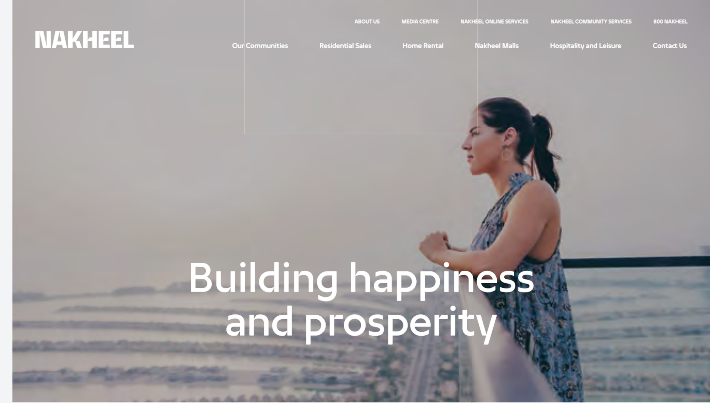 ABOUT US MEDIA CENTRE NAKHEEL ONLINE SERVICES NAKHEEL COMMUNITY SERVICES 800 NAKHEEL
NAKHEEL
Our Communities Residential Sales Home Rental Nakheel Malls Hospitality and Leisure Contact Us
Building happiness
and prosperity